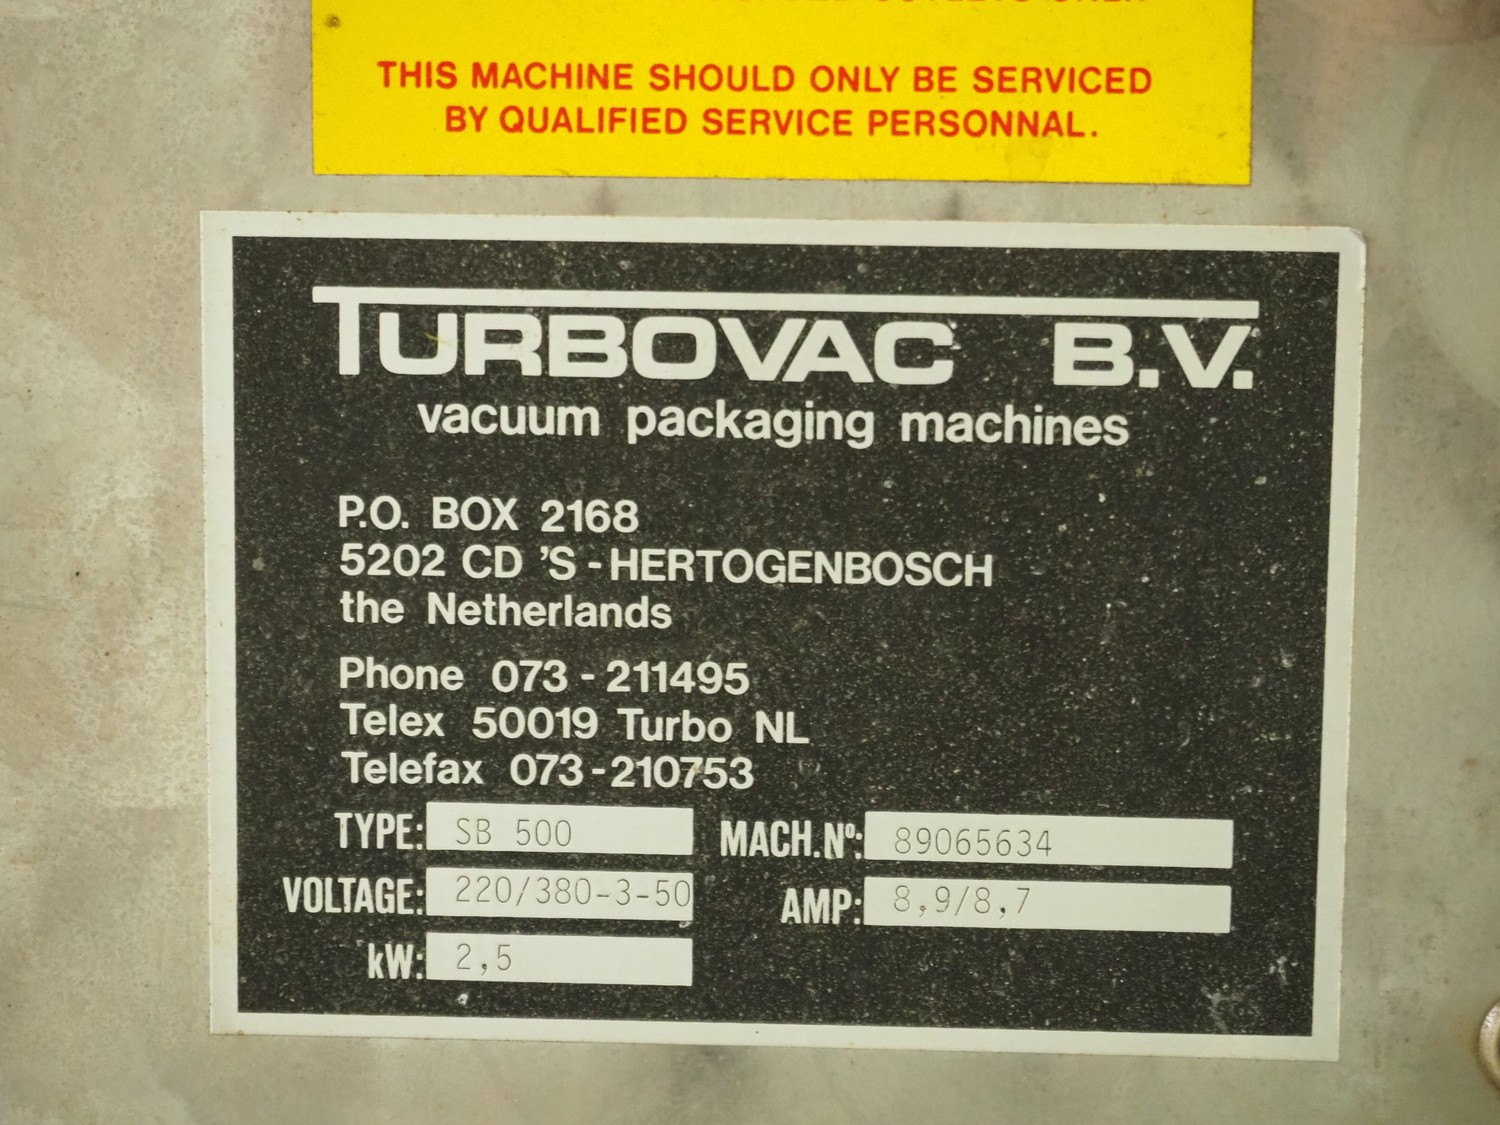 THIS MACHINE SHOULD ONLY BE SERVICED
BY QUALIFIED SERVICE PERSONNAL.
TURBOVAC B.V.
vacuum packaging machines
P.O. BOX 2168
5202 CD 'S - HERTOGENBOSCH
the Netherlands
Phone 073 - 211495
Telex 50019 Turbo NL
Telefax 073 - 210753
TYPE: SB 500 MACH.Nº: 89065634
VOLTAGE: 220/380-3-50 AMP: 8,9/8,7
kW: 2,5